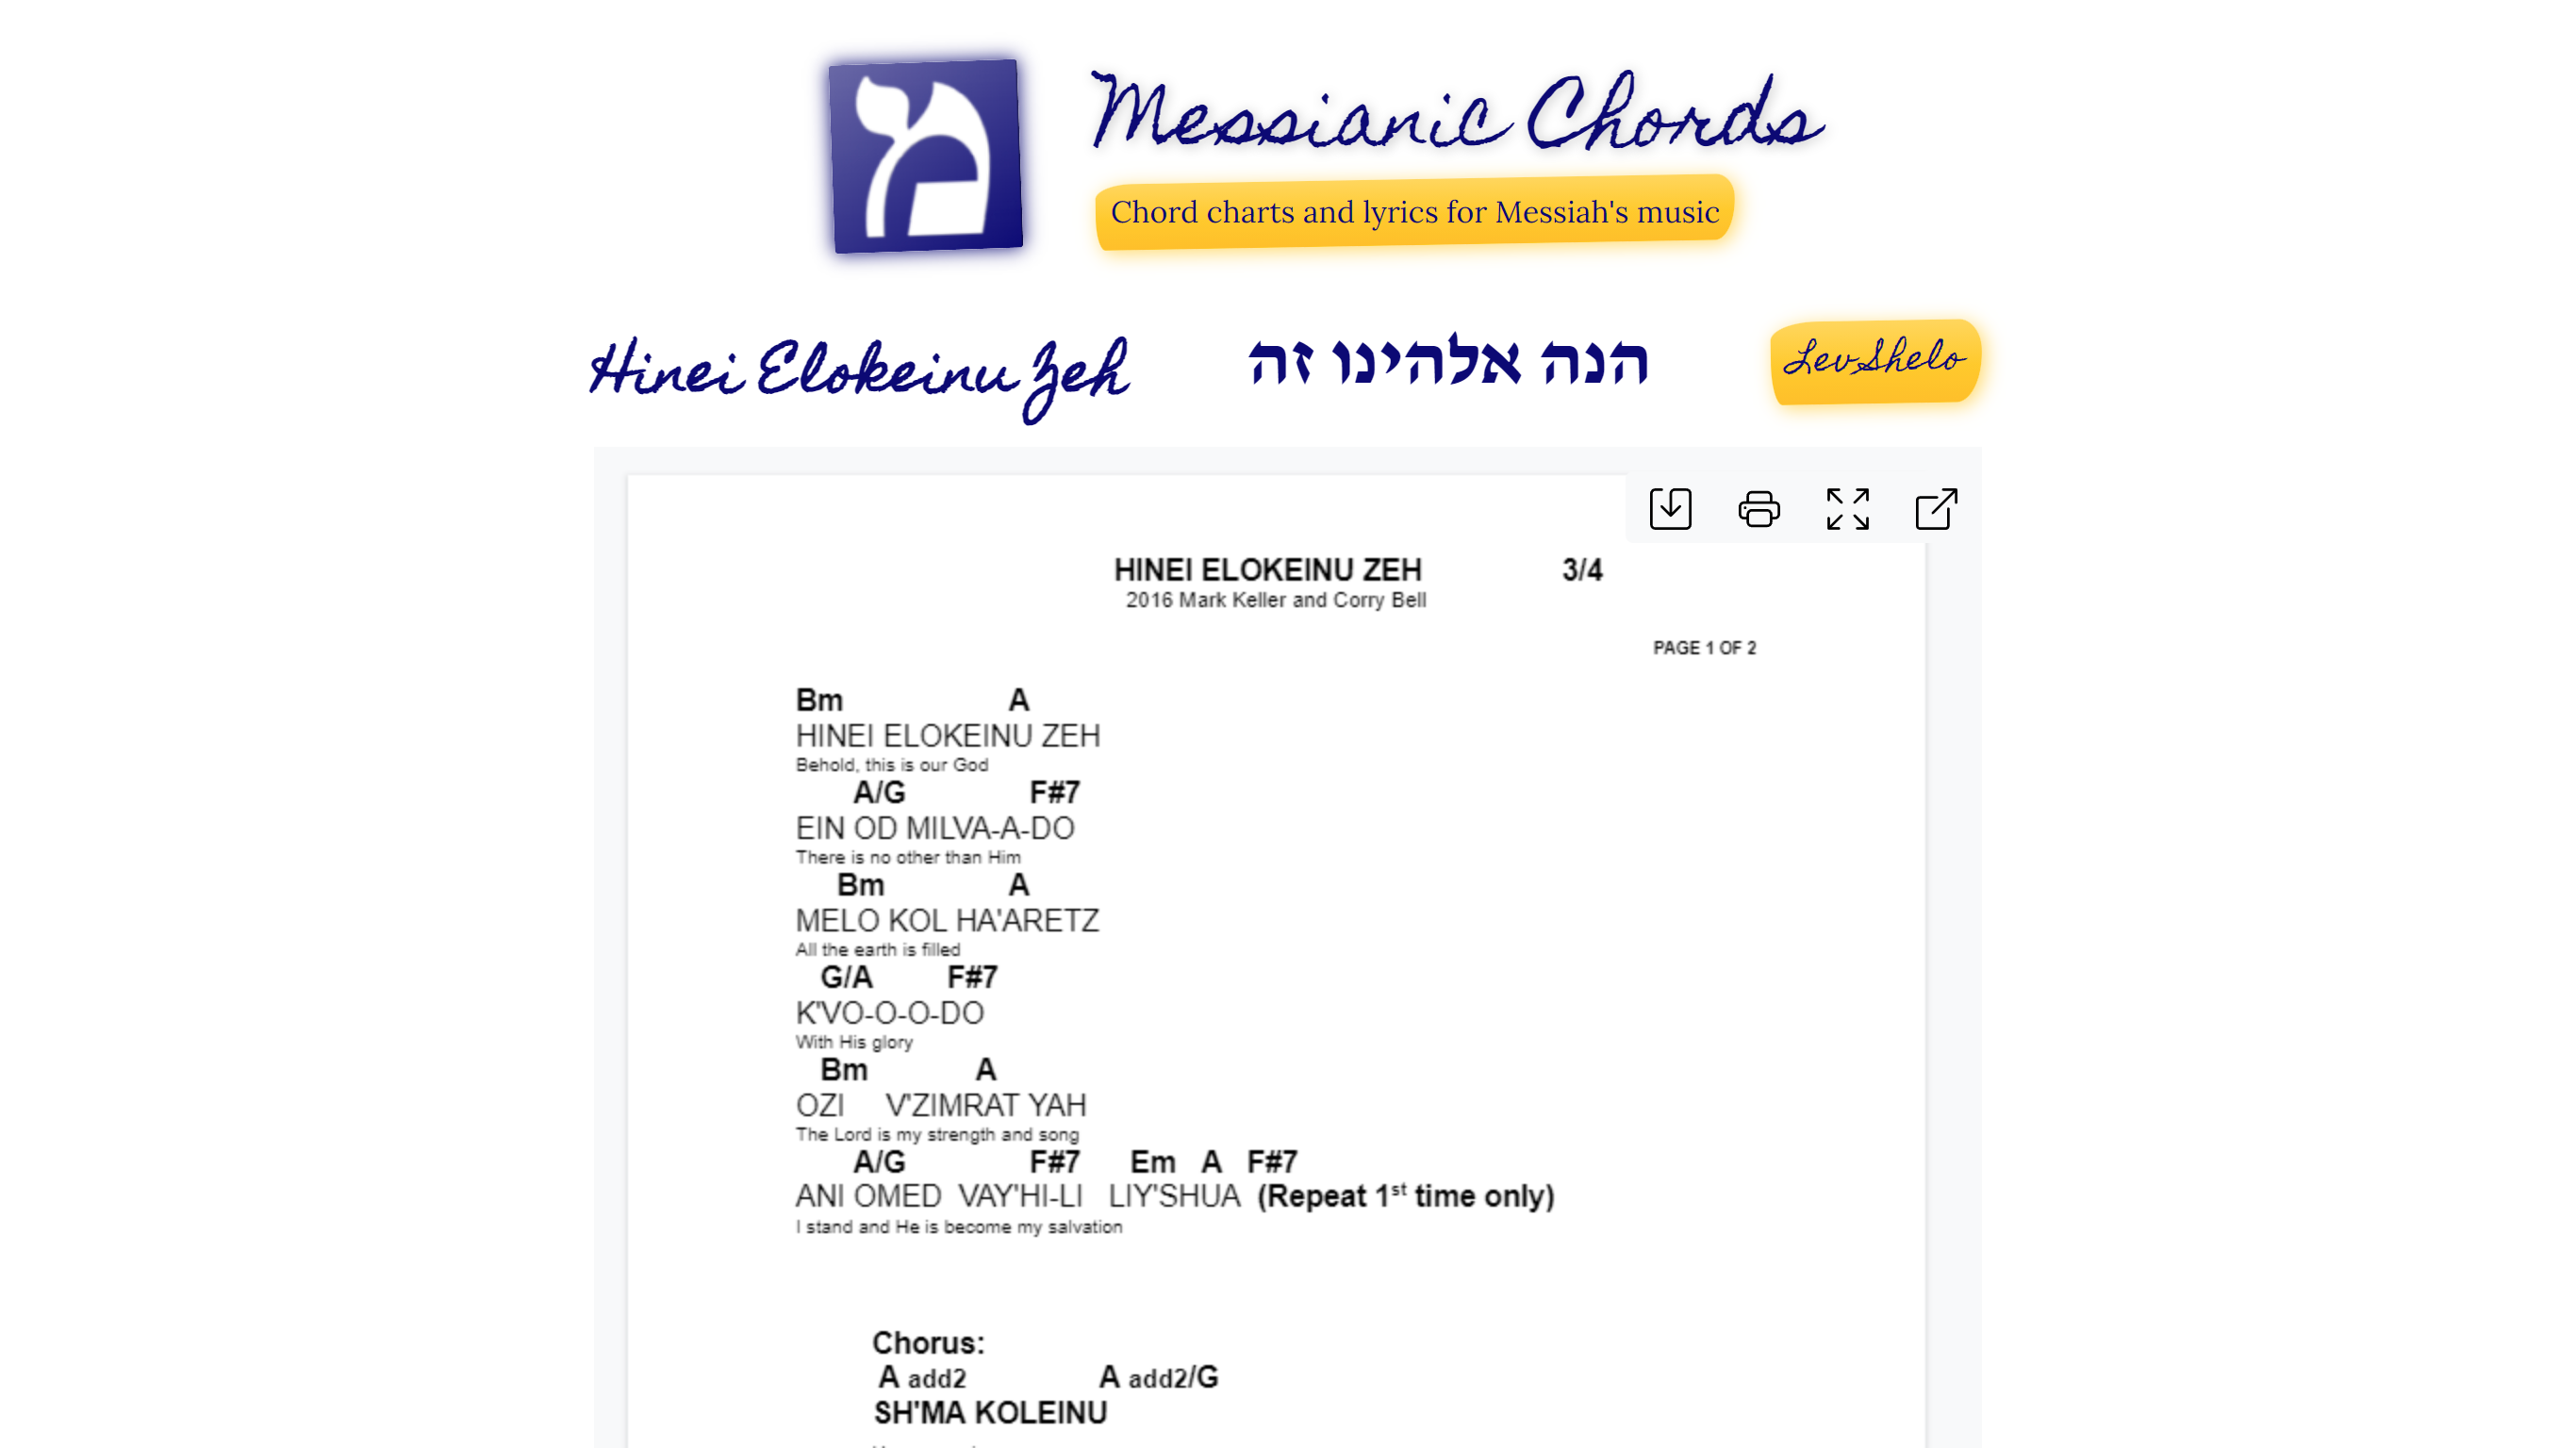 מ
Messianic Chords
Chord charts and lyrics for Messiah's music
Hinei Elokeinu Zeh
הנה אלהינו זה
Lev Shelo
HINEI ELOKEINU ZEH 3/4
2016 Mark Keller and Corry Bell
PAGE 1 OF 2
Bm A
HINEI ELOKEINU ZEH
Behold, this is our God
A/G F#7
EIN OD MILVA-A-DO
There is no other than Him
Bm A
MELO KOL HA'ARETZ
All the earth is filled
G/A F#7
K'VO-O-O-DO
With His glory
Bm A
OZI V'ZIMRAT YAH
The Lord is my strength and song
A/G F#7 Em A F#7
ANI OMED VAY'HI-LI LIY'SHUA (Repeat 1st time only)
I stand and He is become my salvation
Chorus:
A add2 A add2/G
SH'MA KOLEINU